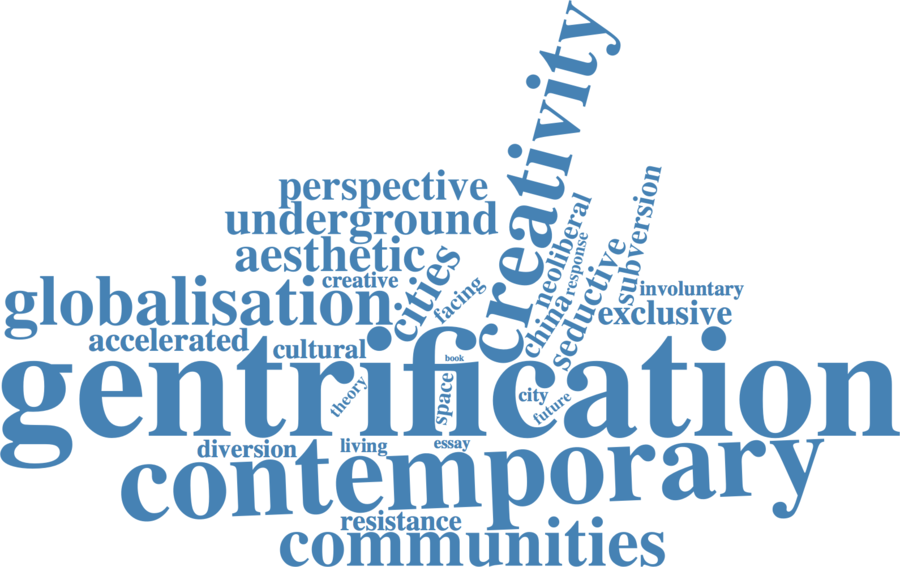 creativity
perspective
underground
aesthetic
creative
globalisation
cities
facing
neoliberal
response
china
seductive
subversion
involuntary
exclusive
accelerated
cultural
book
gentrification
theory
space
city
future
diversion
living
essay
contemporary
resistance
communities